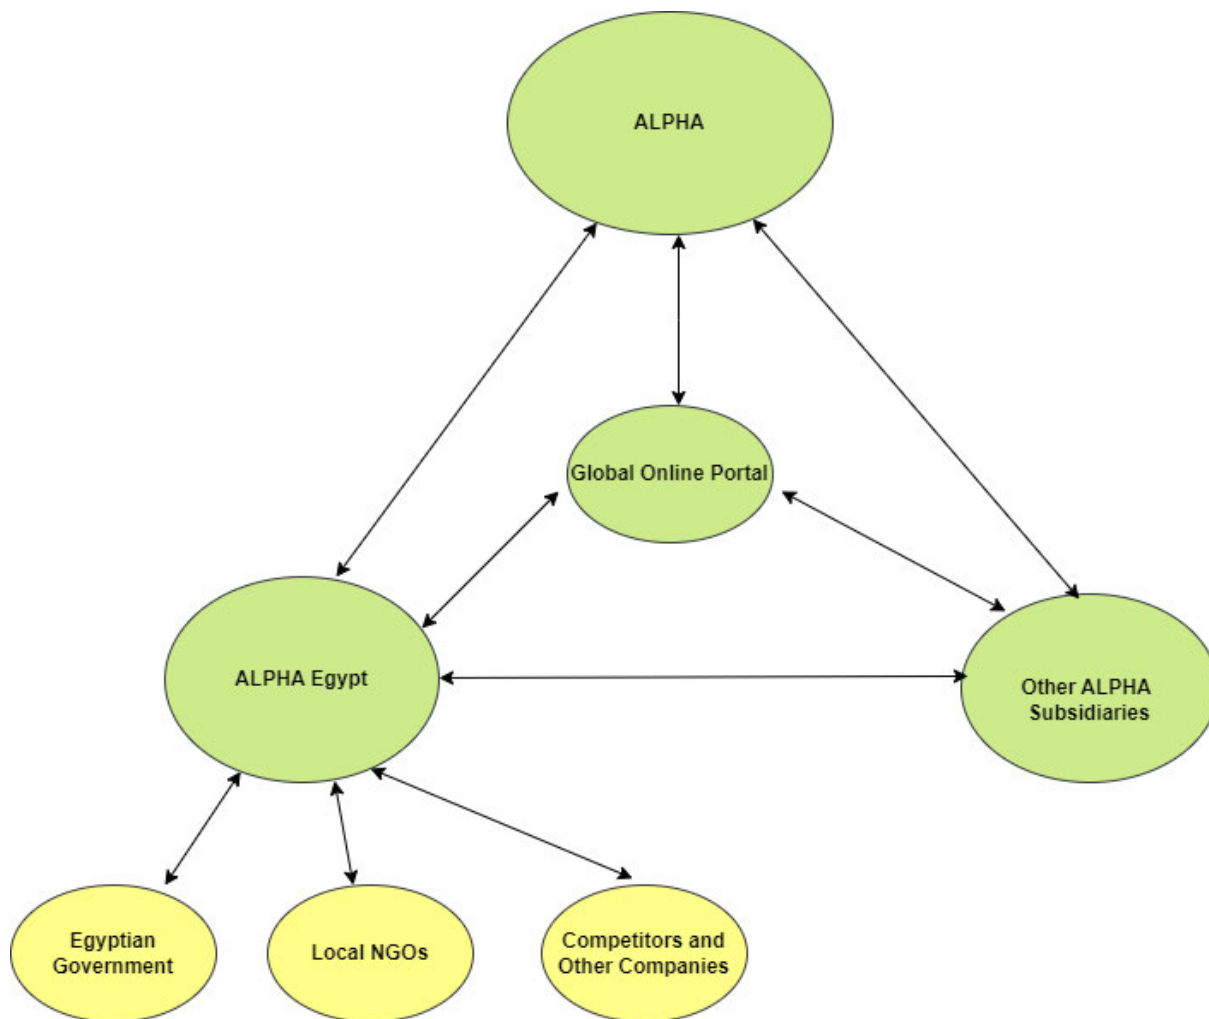 ALPHA
Global Online Portal
ALPHA Egypt
Other ALPHA
Subsidiaries
Egyptian
Government
Local NGOs
Competitors and
Other Companies